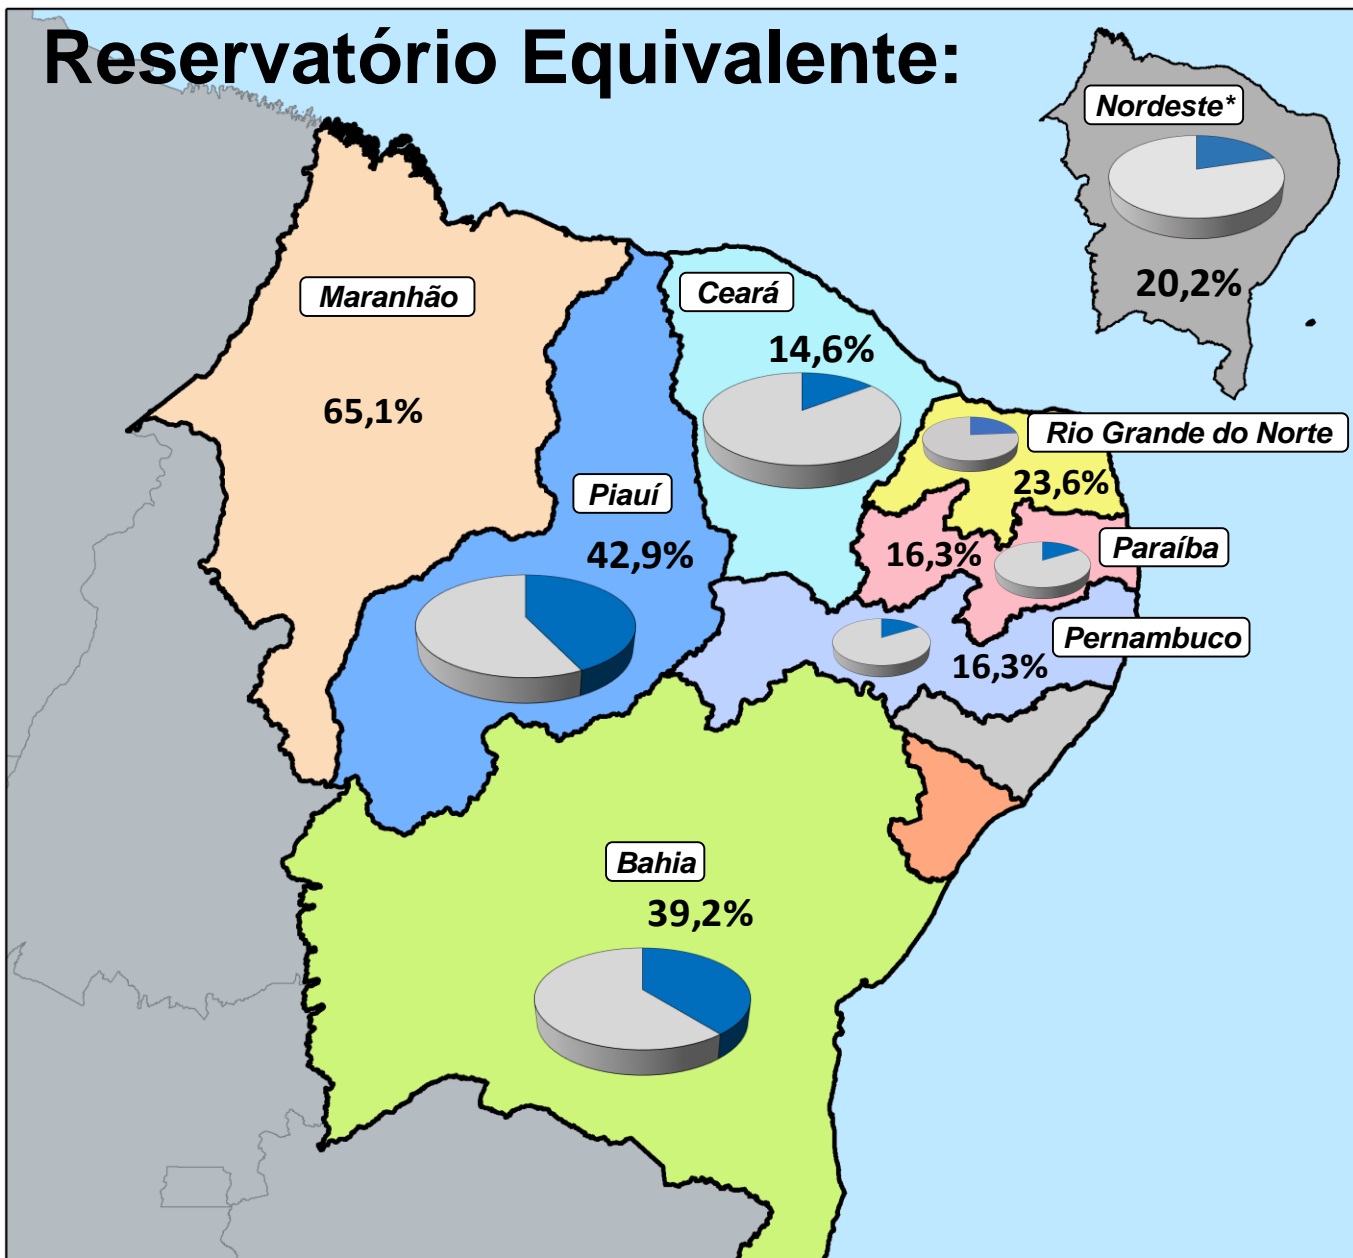 Reservatório Equivalente:
Nordeste*
20,2%
Maranhão
65,1%
Ceará
14,6%
Rio Grande do Norte
23,6%
Piauí
42,9%
Paraíba
16,3%
Pernambuco
16,3%
Bahia
39,2%